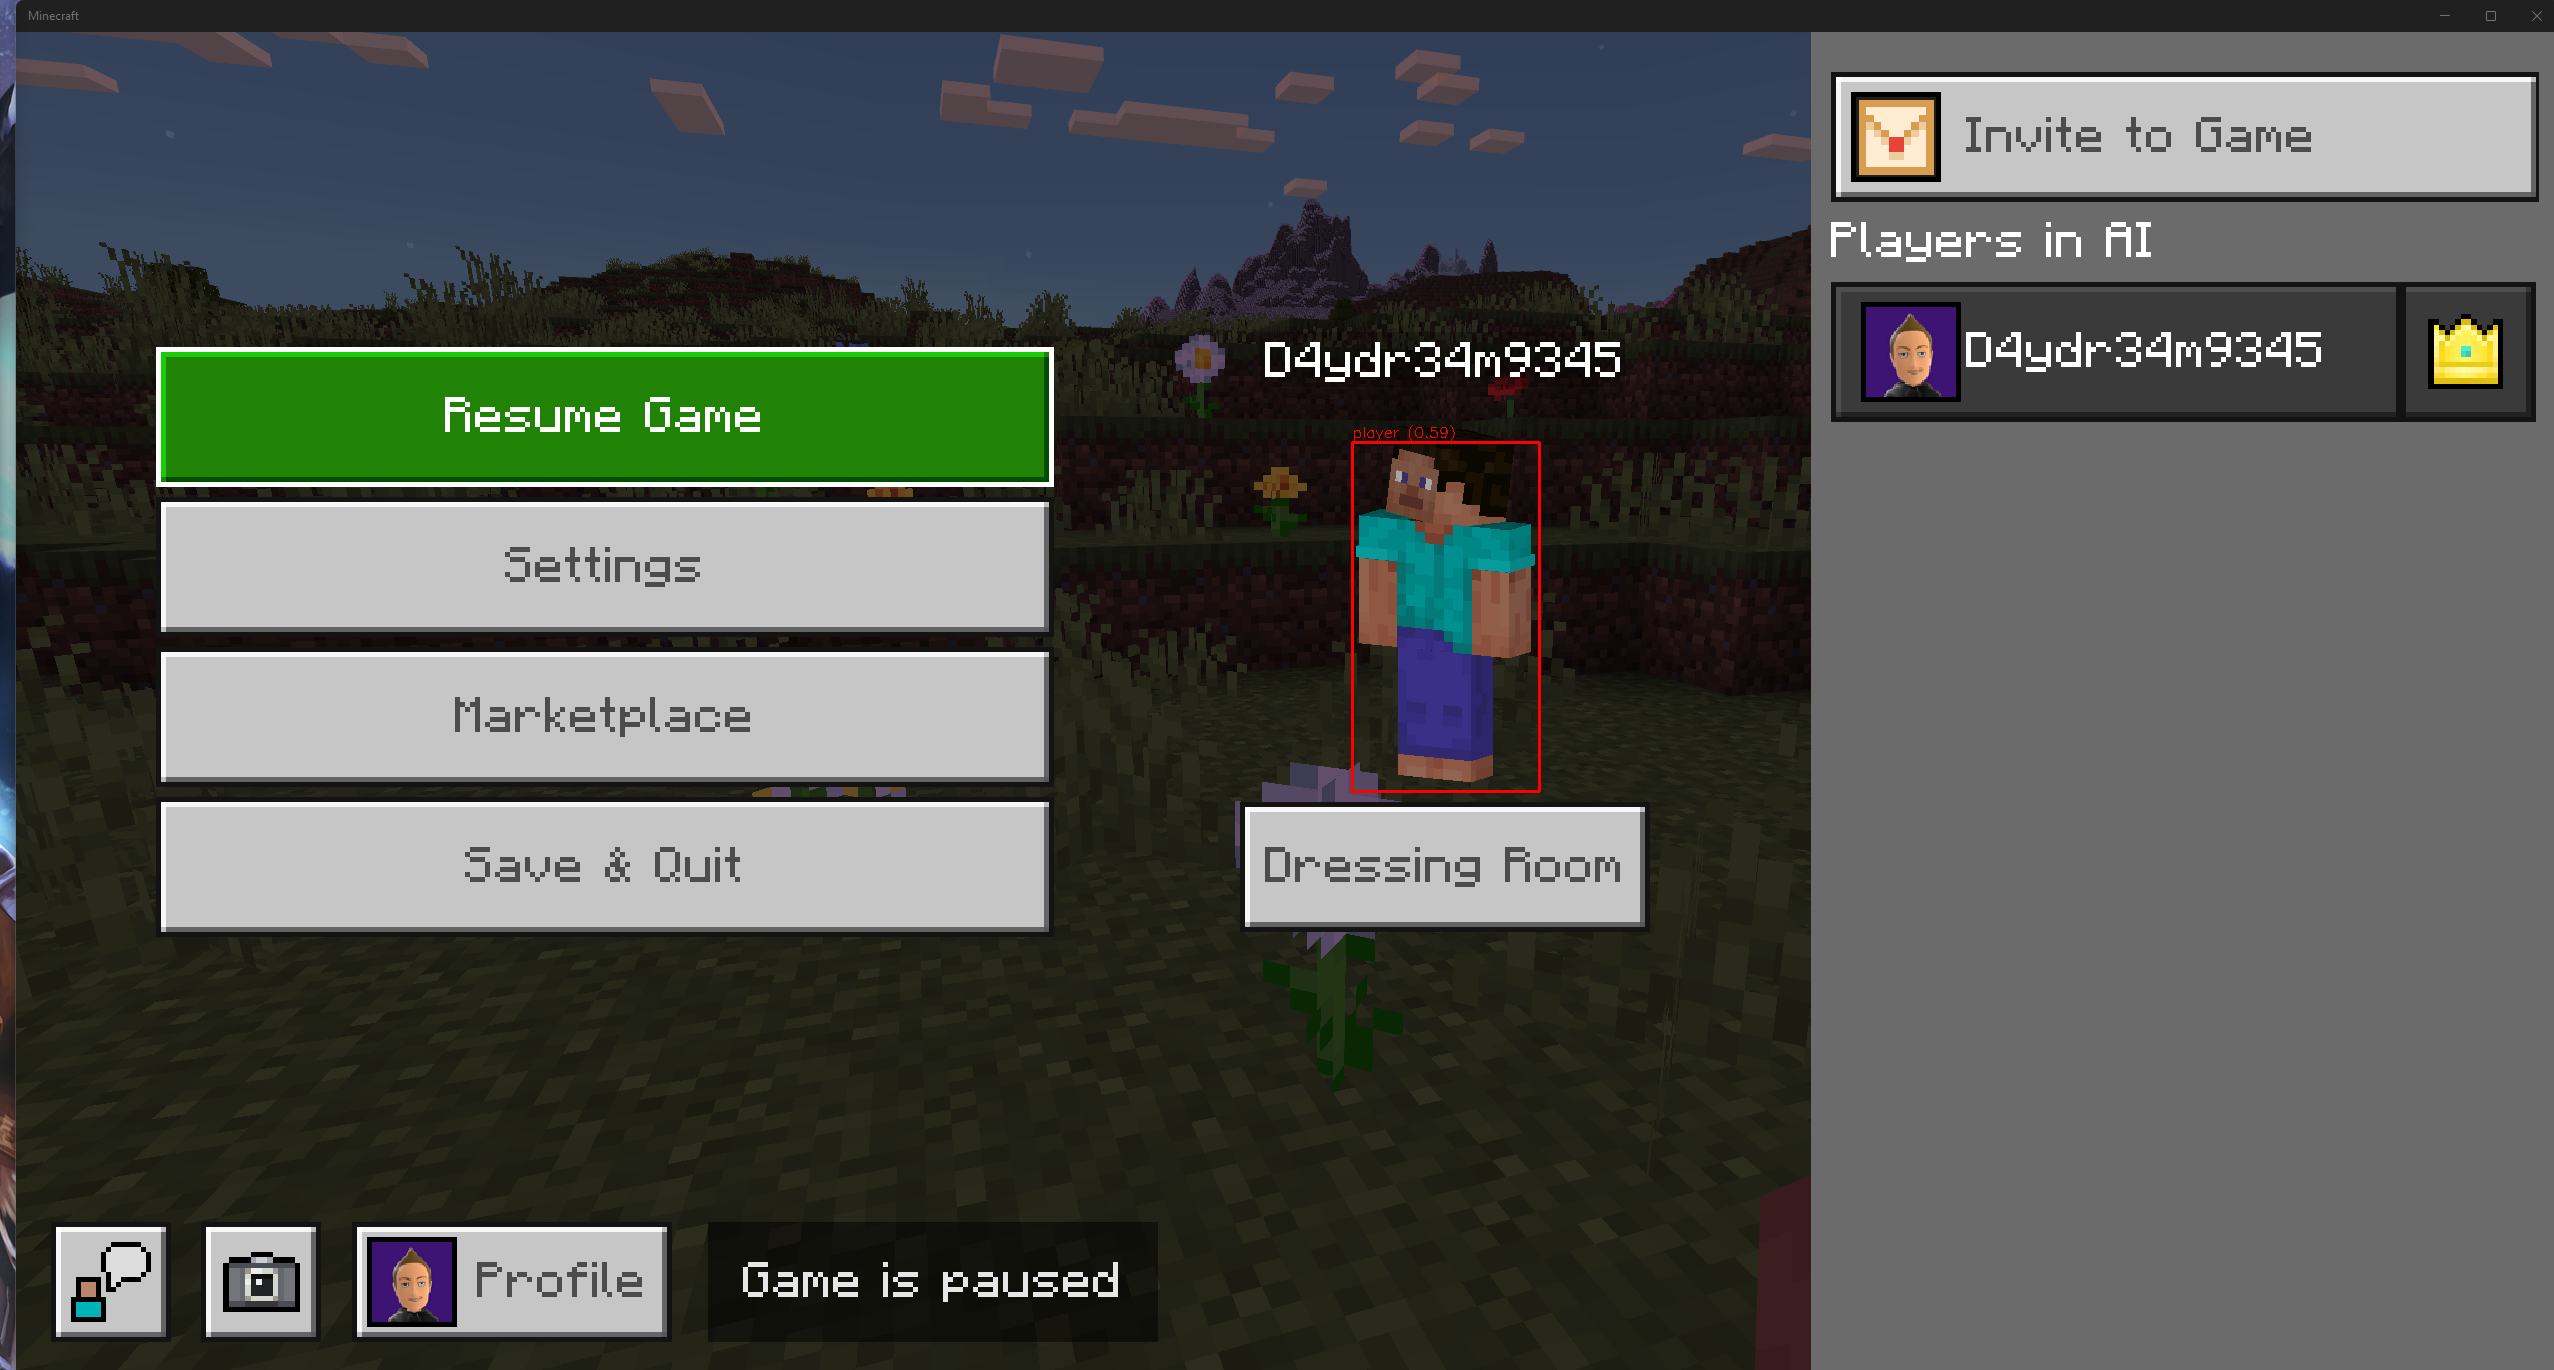 Minecraft
Invite to Game
Players in AI
D4ydr34m9345
D4ydr34m9345
player (0.59)
Resume Game
Settings
Marketplace
Save & Quit
Dressing Room
Profile
Game is paused